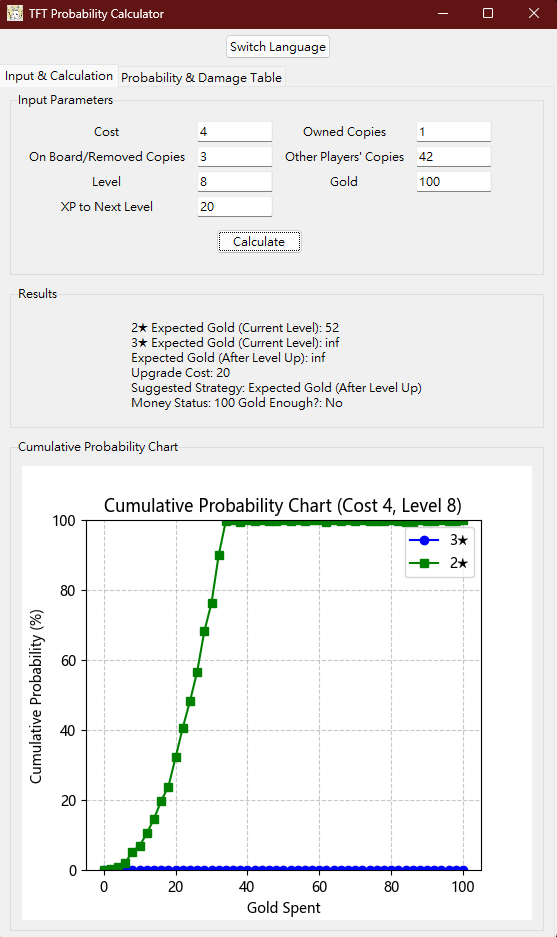 TFT Probability Calculator
Switch Language
Input & Calculation Probability & Damage Table
Input Parameters
Cost 4 Owned Copies 1
On Board/Removed Copies 3 Other Players' Copies 42
Level 8 Gold 100
XP to Next Level 20
Calculate
Results
2★ Expected Gold (Current Level): 52
3★ Expected Gold (Current Level): inf
Expected Gold (After Level Up): inf
Upgrade Cost: 20
Suggested Strategy: Expected Gold (After Level Up)
Money Status: 100 Gold Enough?: No
Cumulative Probability Chart
Cumulative Probability Chart (Cost 4, Level 8)
Cumulative Probability (%)
100
80
60
40
20
0
3★
2★
0 20 40 60 80 100
Gold Spent